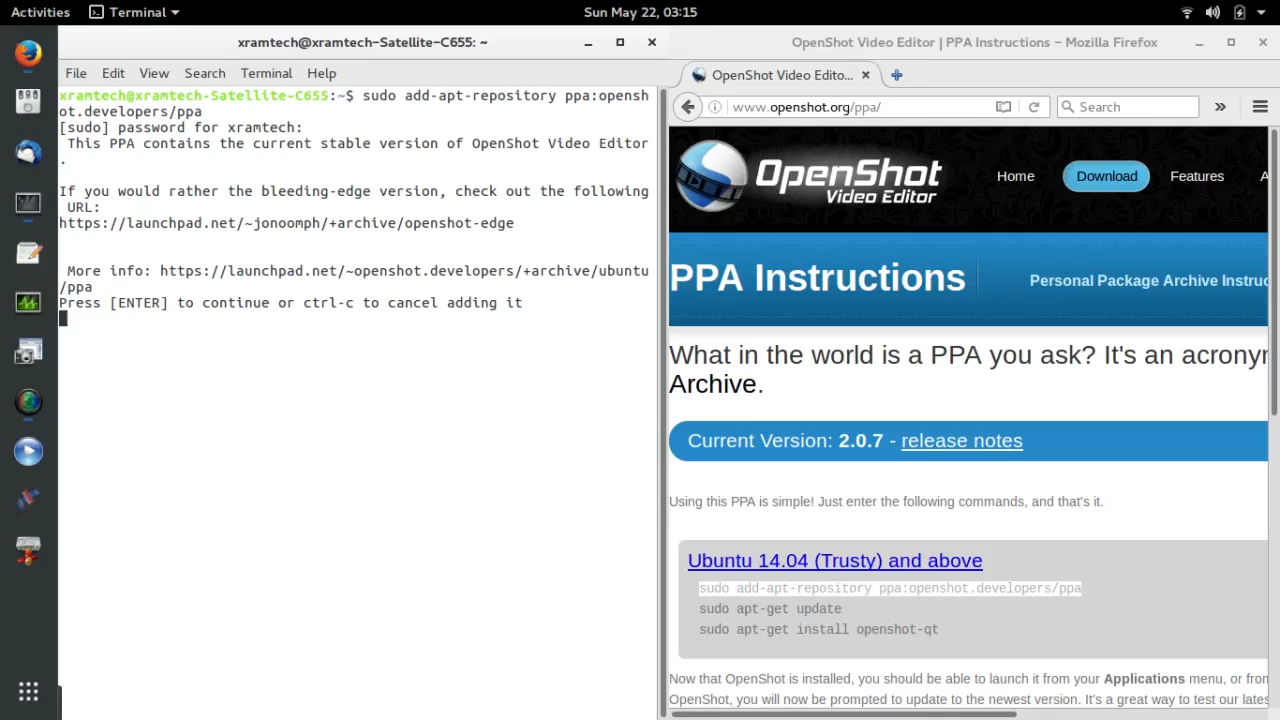 Activities
Terminal
Sun May 22, 03:15
xramtech@xramtech-Satellite-C655: ~
File Edit View Search Terminal Help
xramtech@xramtech-Satellite-C655:~$ sudo add-apt-repository ppa:opensh
ot.developers/ppa
[sudo] password for xramtech:
This PPA contains the current stable version of OpenShot Video Editor
.
If you would rather the bleeding-edge version, check out the following
URL:
https://launchpad.net/~jonoomph/+archive/openshot-edge
More info: https://launchpad.net/~openshot.developers/+archive/ubuntu
/ppa
Press [ENTER] to continue or ctrl-c to cancel adding it
OpenShot Video Editor | PPA Instructions - Mozilla Firefox
OpenShot Video Edito...
www.openshot.org/ppa/
Search
OpenShot
Video Editor
Home Download Features A
PPA Instructions
Personal Package Archive Instruc
What in the world is a PPA you ask? It's an acronym
Archive.
Current Version: 2.0.7 - release notes
Using this PPA is simple! Just enter the following commands, and that's it.
Ubuntu 14.04 (Trusty) and above
sudo add-apt-repository ppa:openshot.developers/ppa
sudo apt-get update
sudo apt-get install openshot-qt
Now that OpenShot is installed, you should be able to launch it from your Applications menu, or from
OpenShot, you will now be prompted to update to the newest version. It's a great way to test our lates